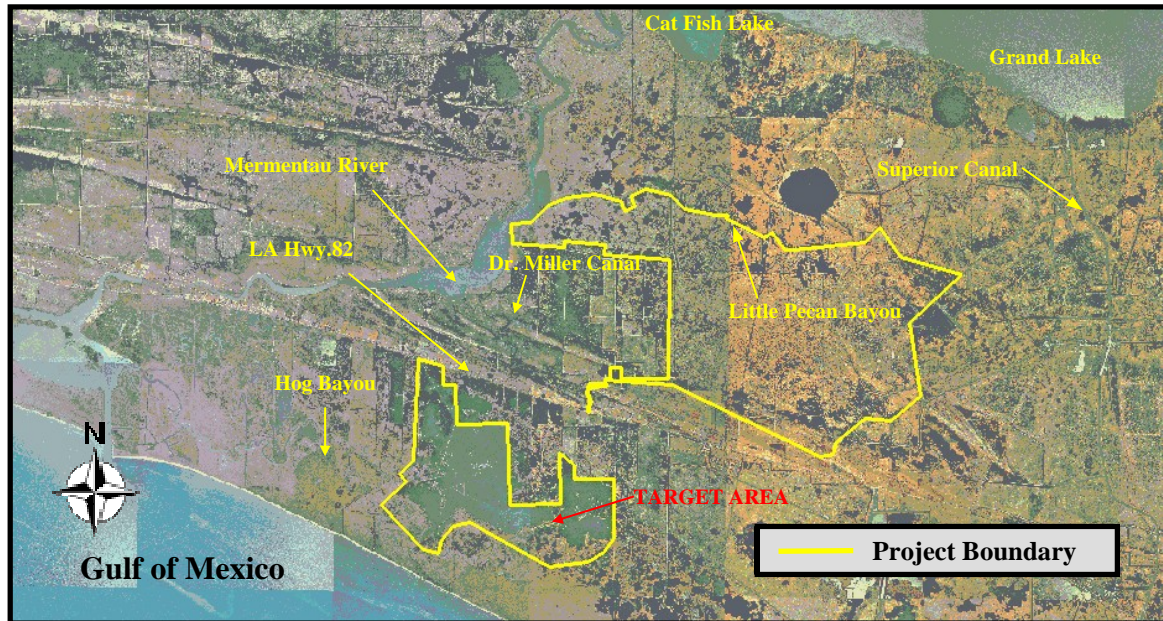 Cat Fish Lake
Grand Lake
Mermentau River
Superior Canal
LA Hwy.82
Dr. Miller Canal
Little Pecan Bayou
Hog Bayou
N
TARGET AREA
Gulf of Mexico
Project Boundary